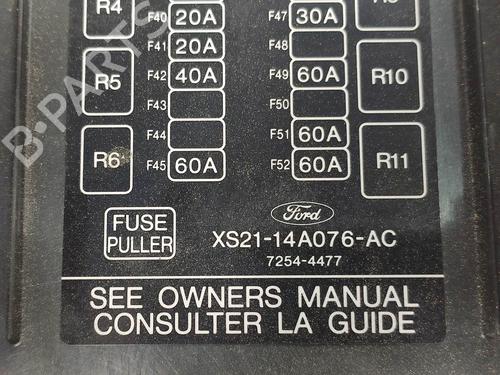 R4
F40 20A
F47 30A
F41 20A
F48
R5
F42 40A
F49 60A
R10
F43
F50
F44
F51 60A
R6
F45 60A
F52 60A
R11
FUSE
PULLER
Ford
XS21-14A076-AC
7254-4477
SEE OWNERS MANUAL
CONSULTER LA GUIDE
B-PARTS